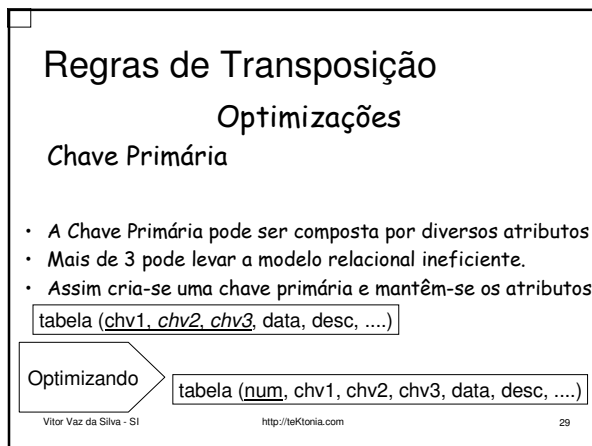 Regras de Transposição
Optimizações
Chave Primária
• A Chave Primária pode ser composta por diversos atributos
• Mais de 3 pode levar a modelo relacional ineficiente.
• Assim cria-se uma chave primária e mantêm-se os atributos
tabela (chv1, chv2, chv3, data, desc, ....)
Optimizando
tabela (num, chv1, chv2, chv3, data, desc, ....)
Vitor Vaz da Silva - SI http://teKtonia.com 29